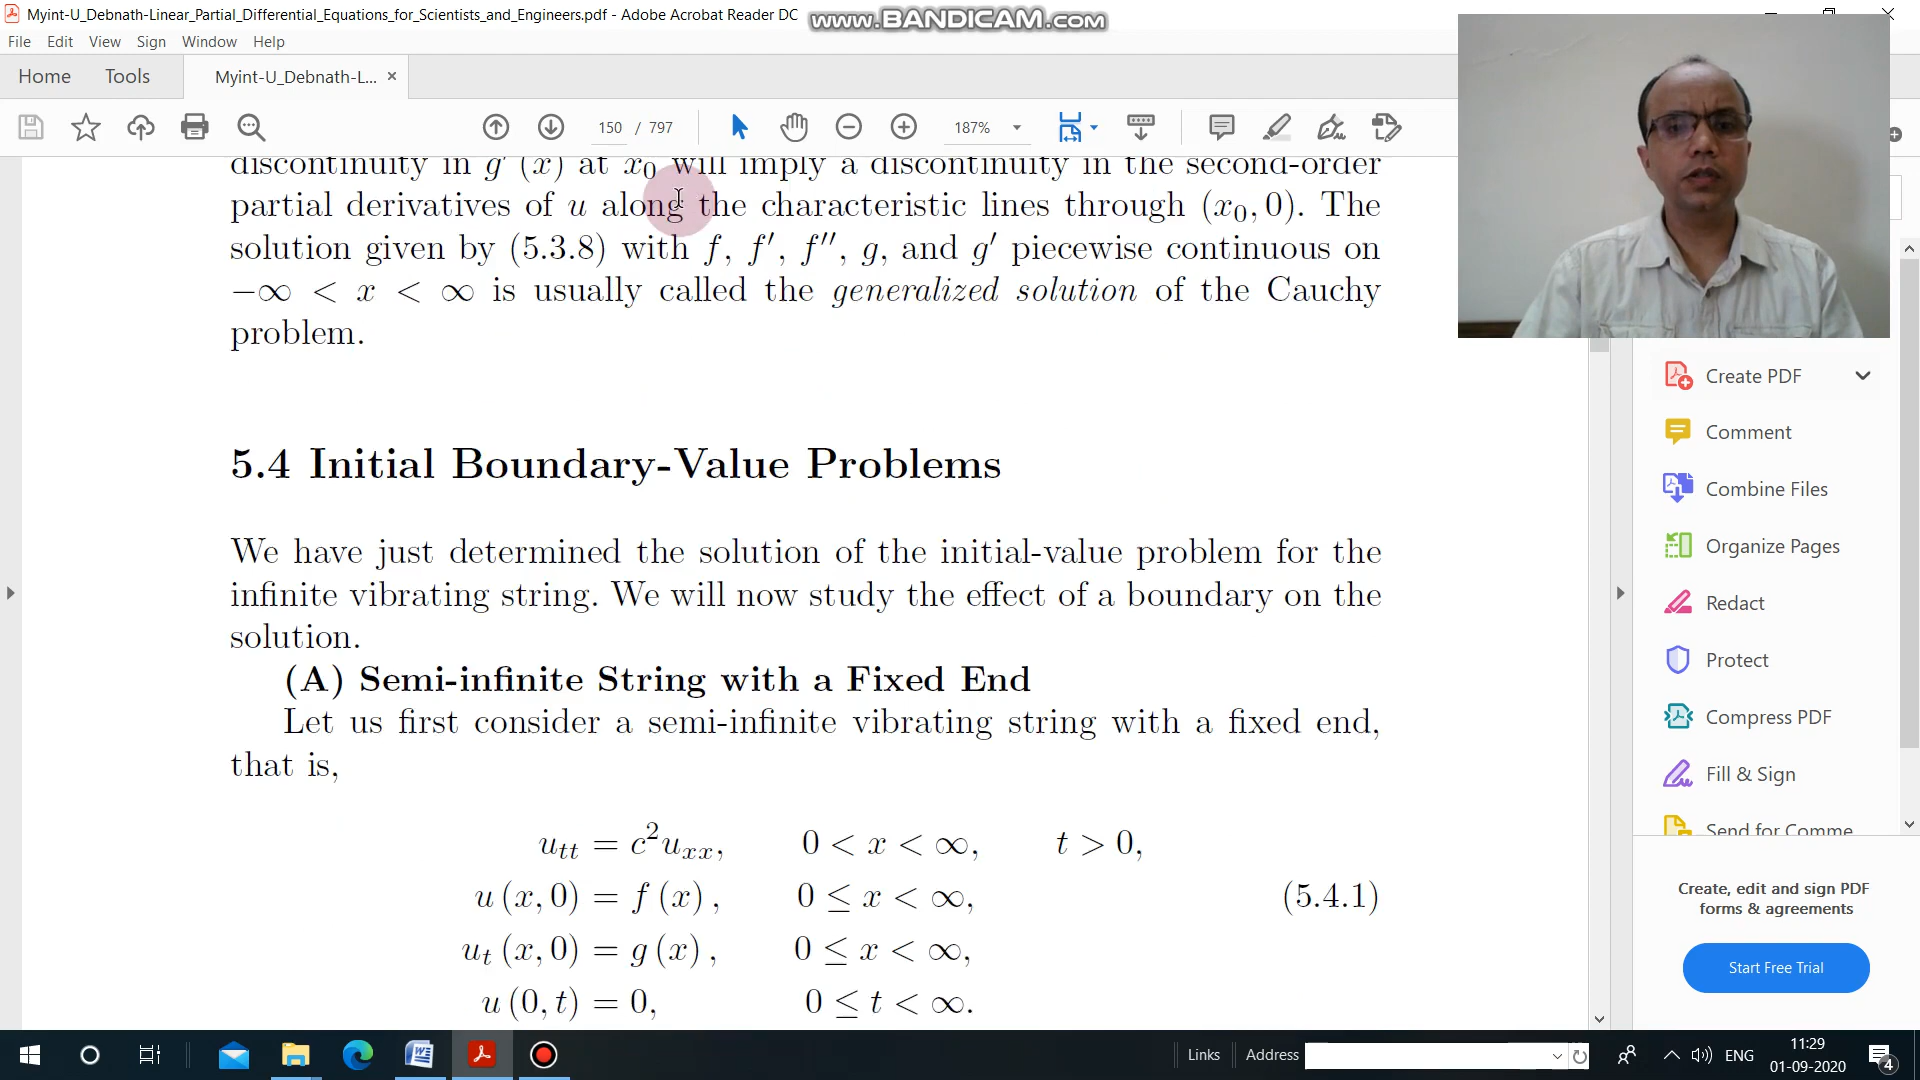 Myint-U_Debnath-Linear_Partial_Differential_Equations_for_Scientists_and_Engineers.pdf - Adobe Acrobat Reader DC
www.BANDICAM.com
File Edit View Sign Window Help
Home Tools Myint-U_Debnath-L... ×
150 / 797 187%
discontinuity in g′ (x) at x₀ will imply a discontinuity in the second-order
partial derivatives of u along the characteristic lines through (x₀, 0). The
solution given by (5.3.8) with f, f′, f″, g, and g′ piecewise continuous on
−∞ < x < ∞ is usually called the generalized solution of the Cauchy
problem.
5.4 Initial Boundary-Value Problems
We have just determined the solution of the initial-value problem for the
infinite vibrating string. We will now study the effect of a boundary on the
solution.
(A) Semi-infinite String with a Fixed End
Let us first consider a semi-infinite vibrating string with a fixed end,
that is,
uₜₜ = c²uₓₓ, 0 < x < ∞, t > 0,
u (x, 0) = f (x) , 0 ≤ x < ∞, (5.4.1)
uₜ (x, 0) = g (x) , 0 ≤ x < ∞,
u (0, t) = 0, 0 ≤ t < ∞.
Create PDF
Comment
Combine Files
Organize Pages
Redact
Protect
Compress PDF
Fill & Sign
Send for Comme
Create, edit and sign PDF
forms & agreements
Start Free Trial
Links Address ENG
11:29
01-09-2020
4